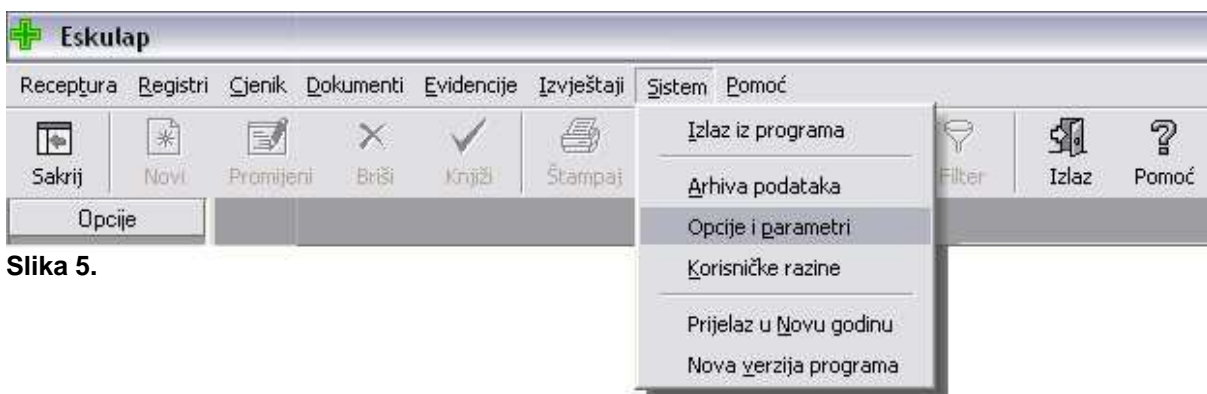 Eskulap
Receptura Registri Cjenik Dokumenti Evidencije Izvještaji Sistem Pomoć
Sakrij Novi Promijeni Briši Knjiži Štampaj Filter Izlaz Pomoć
Opcije
Izlaz iz programa
Arhiva podataka
Opcije i parametri
Korisničke razine
Prijelaz u Novu godinu
Nova verzija programa
Slika 5.